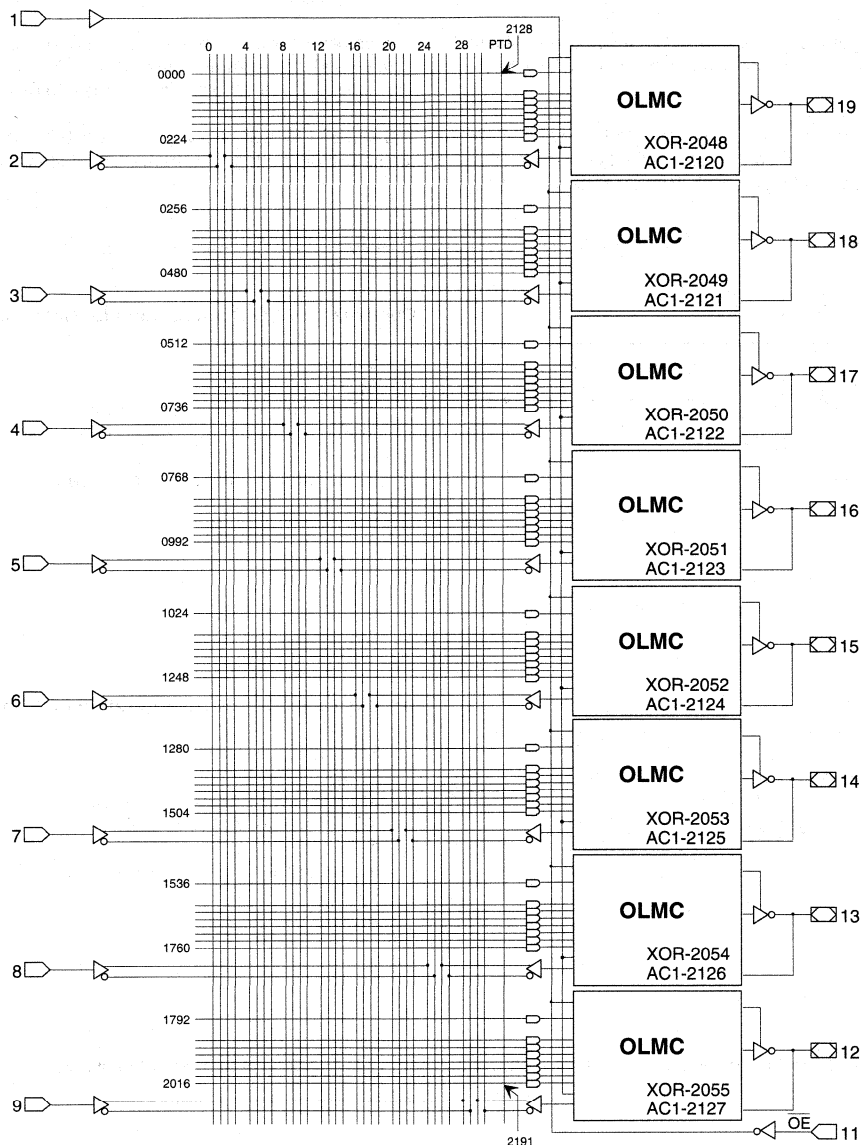 1
2128
0 4 8 12 16 20 24 28 PTD
0000
OLMC
19
0224
XOR-2048
2
AC1-2120
0256
OLMC
18
0480
XOR-2049
3
AC1-2121
0512
OLMC
17
0736
XOR-2050
4
AC1-2122
0768
OLMC
16
0992
XOR-2051
5
AC1-2123
1024
OLMC
15
1248
XOR-2052
6
AC1-2124
1280
OLMC
14
1504
XOR-2053
7
AC1-2125
1536
OLMC
13
1760
XOR-2054
8
AC1-2126
1792
OLMC
12
2016
XOR-2055
9
AC1-2127
OE
11
2191